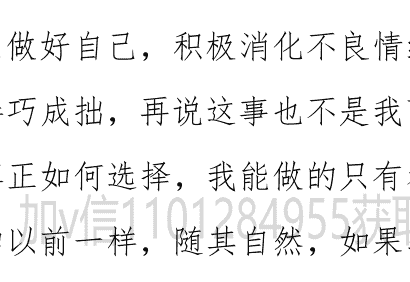 做好自己，积极消化不良情
巧成拙，再说这事也不是我
正如何选择，我能做的只有
加v信1101284955获取
以前一样，随其自然，如果